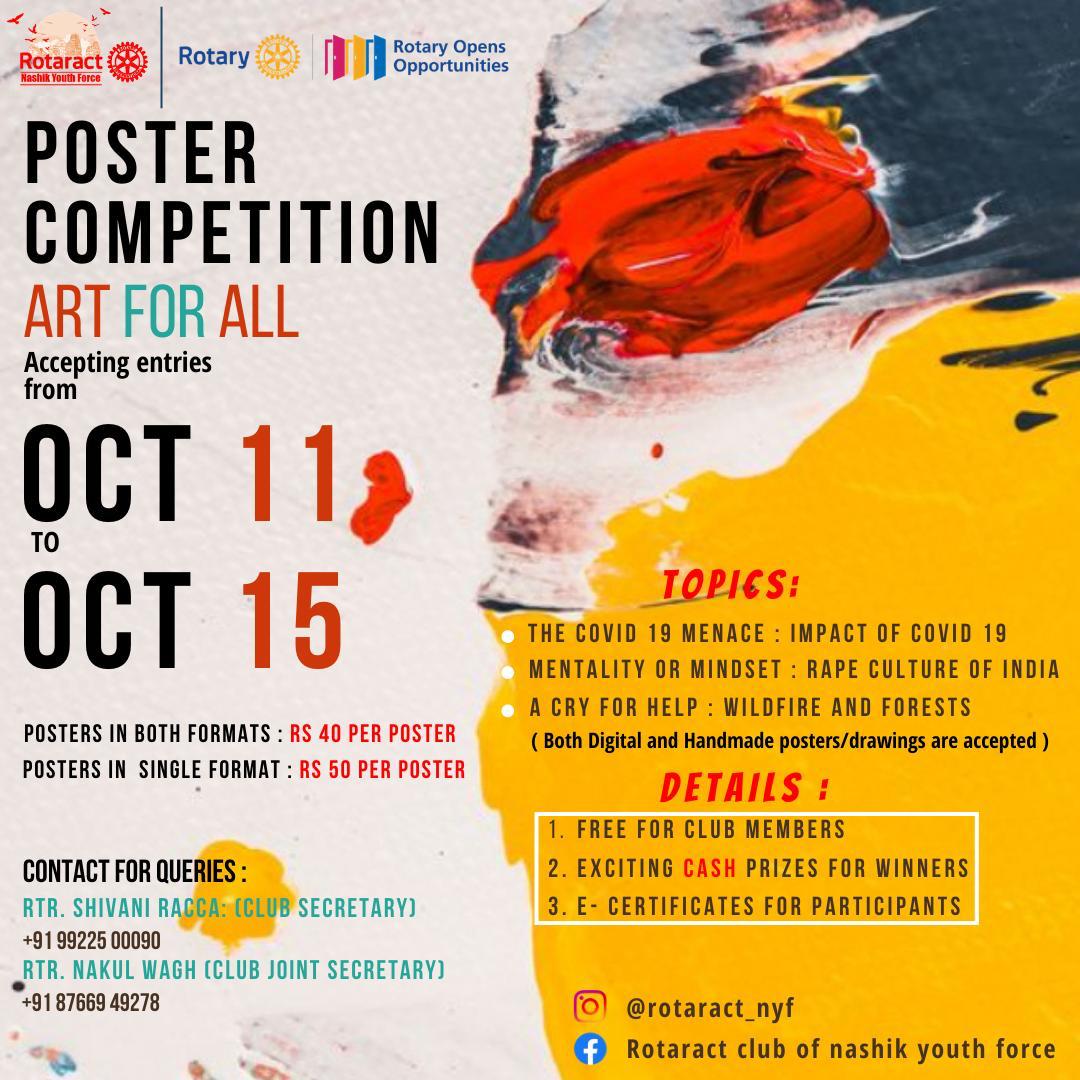 Rotaract
Nashik Youth Force
Rotary
Rotary Opens
Opportunities
POSTER
COMPETITION
ART FOR ALL
Accepting entries
from
OCT 11
TO
OCT 15
POSTERS IN BOTH FORMATS : RS 40 PER POSTER
POSTERS IN SINGLE FORMAT : RS 50 PER POSTER
CONTACT FOR QUERIES :
RTR. SHIVANI RACCA: (CLUB SECRETARY)
+91 99225 00090
RTR. NAKUL WAGH (CLUB JOINT SECRETARY)
+91 87669 49278
TOPICS:
THE COVID 19 MENACE : IMPACT OF COVID 19
MENTALITY OR MINDSET : RAPE CULTURE OF INDIA
A CRY FOR HELP : WILDFIRE AND FORESTS
( Both Digital and Handmade posters/drawings are accepted )
DETAILS :
1. FREE FOR CLUB MEMBERS
2. EXCITING CASH PRIZES FOR WINNERS
3. E- CERTIFICATES FOR PARTICIPANTS
@rotaract_nyf
Rotaract club of nashik youth force